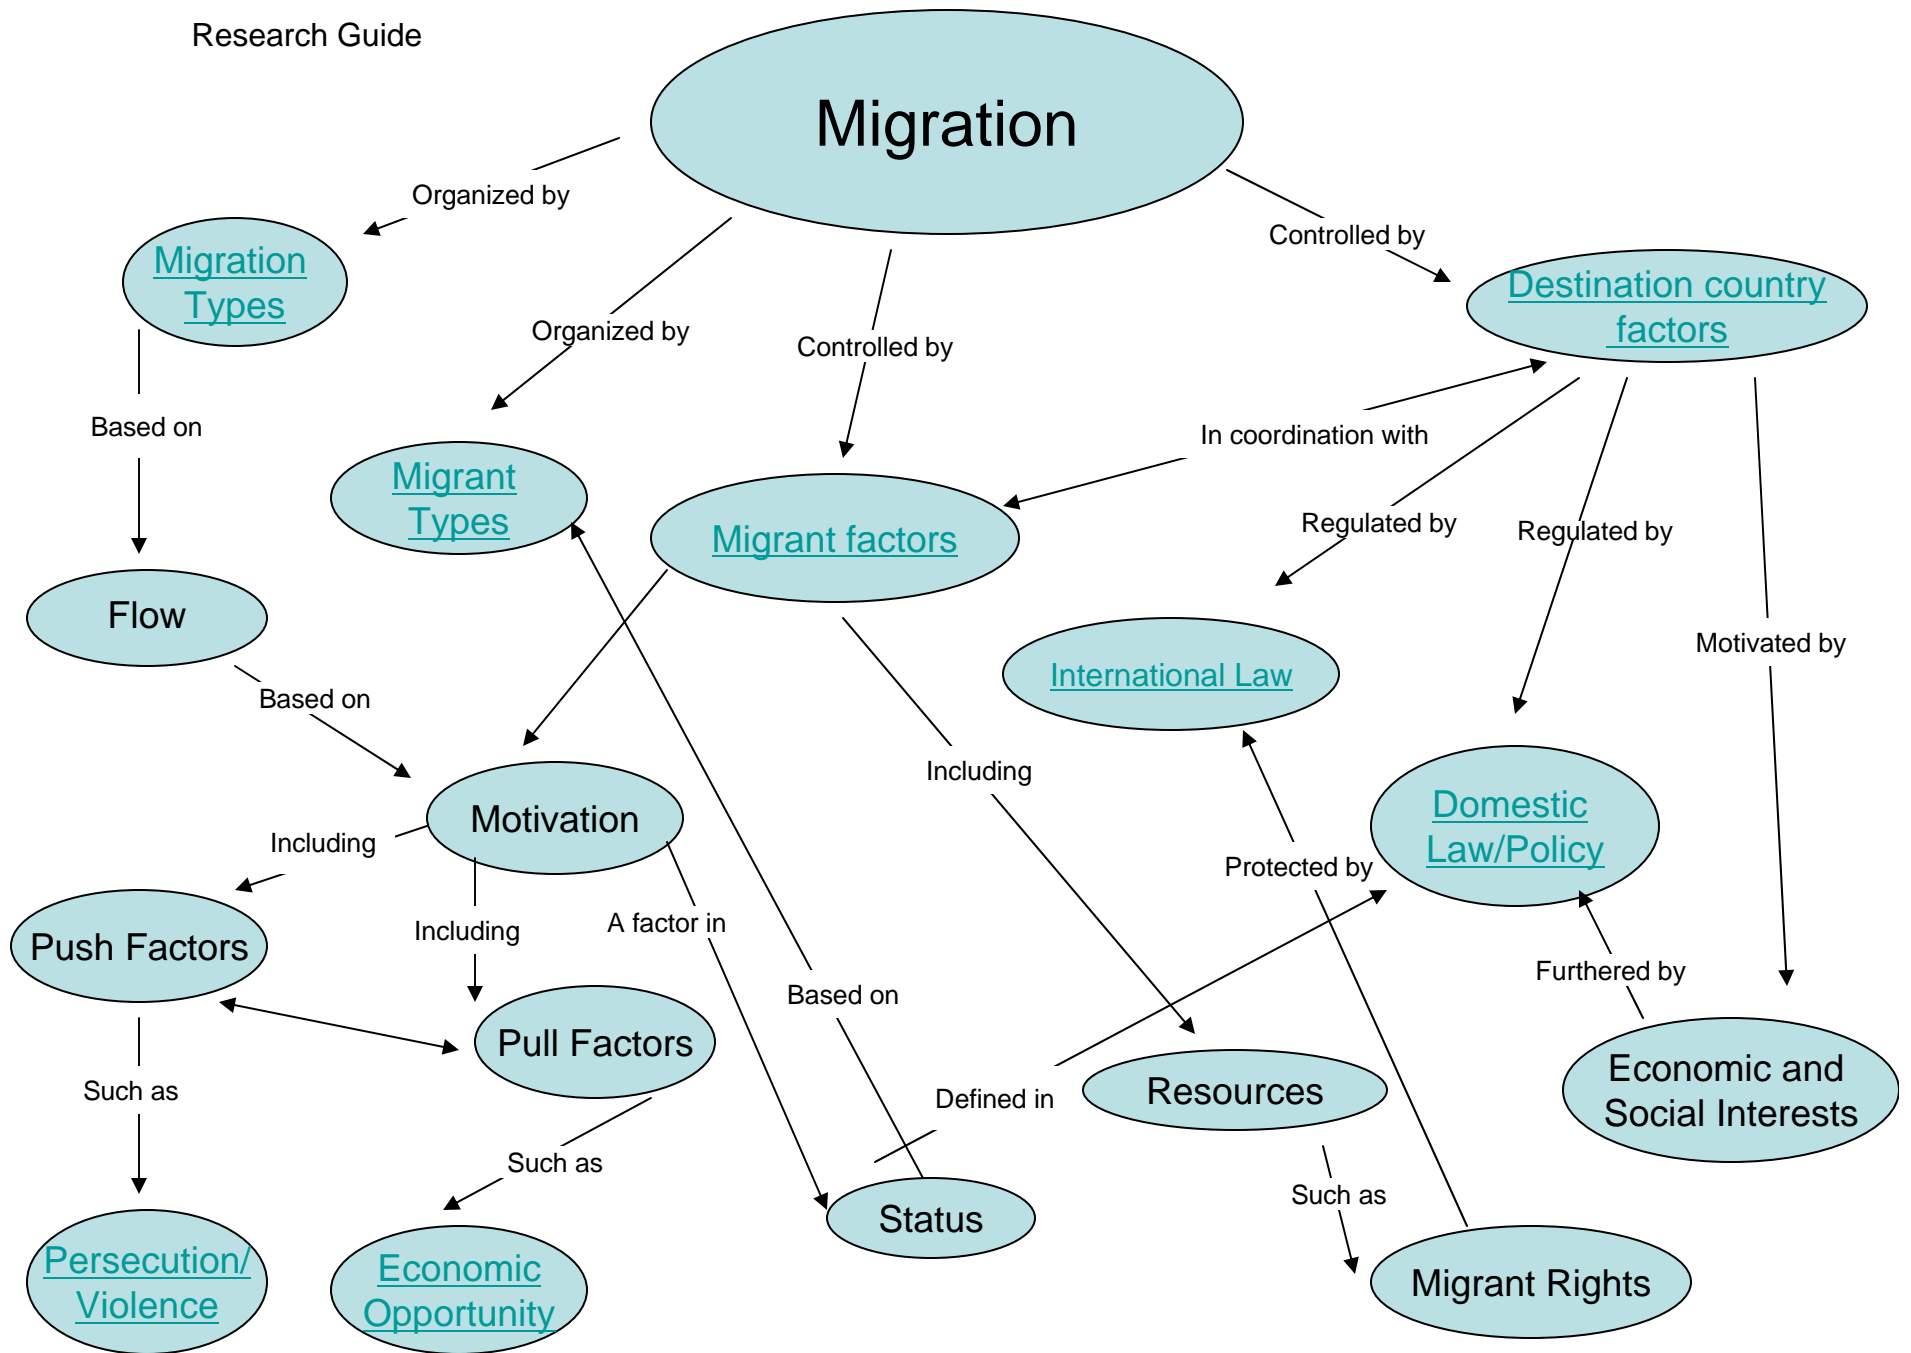 Research Guide
Migration
Organized by
Controlled by
Migration
Types
Destination country
factors
Organized by
Controlled by
Based on
In coordination with
Migrant
Types
Migrant factors
Regulated by
Regulated by
Flow
Motivated by
International Law
Based on
Including
Motivation
Domestic
Law/Policy
Including
Protected by
Push Factors
Including
A factor in
Furthered by
Based on
Pull Factors
Such as
Defined in
Resources
Economic and
Social Interests
Such as
Such as
Status
Persecution/
Violence
Economic
Opportunity
Migrant Rights